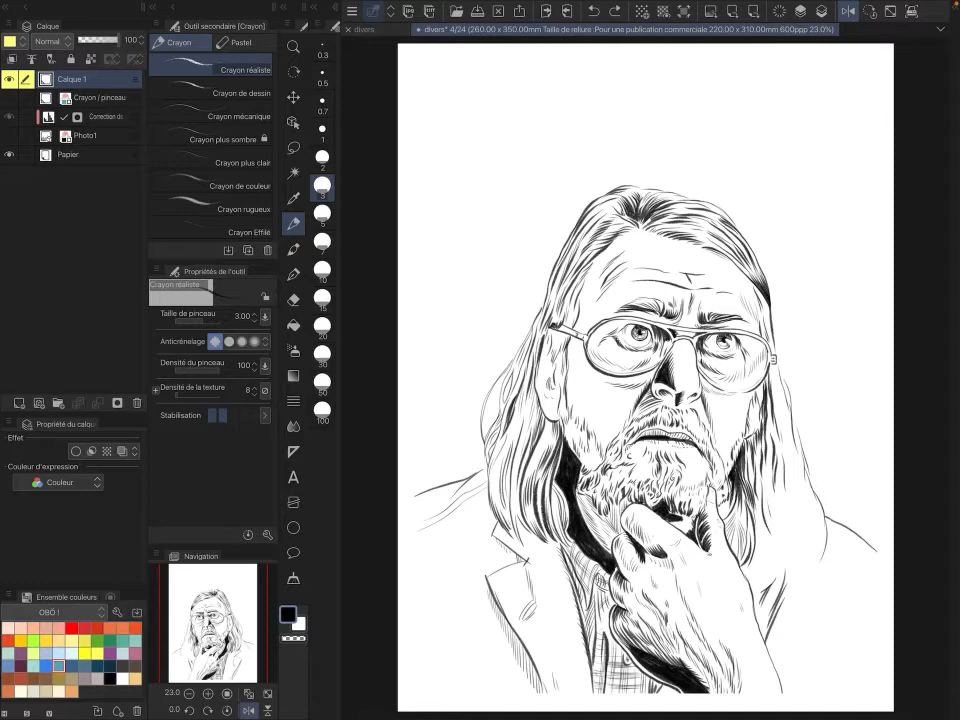 Calque
Normal
100
Calque 1
Crayon / pinceau
Correction du
Photo1
Papier
Propriété du calqu
Effet
Couleur d'expression
Couleur
Ensemble couleurs
OBÖ !
Outil secondaire [Crayon]
Crayon
Pastel
Crayon réaliste
Crayon de dessin
Crayon mécanique
Crayon plus sombre
Crayon plus clair
Crayon de couleur
Crayon rugueux
Crayon Effilé
Propriétés de l'outil
Crayon réaliste
Taille de pinceau
3.00
Anticrénelage
Densité du pinceau
100
Densité de la texture
8
Stabilisation
Navigation
23.0
0.0
0.3
0.5
0.7
1
2
3
5
7
10
15
20
30
50
100
A
divers
divers* 4/24 (260.00 x 350.00mm Taille de reliure :Pour une publication commerciale 220.00 x 310.00mm 600ppp 23.0%)